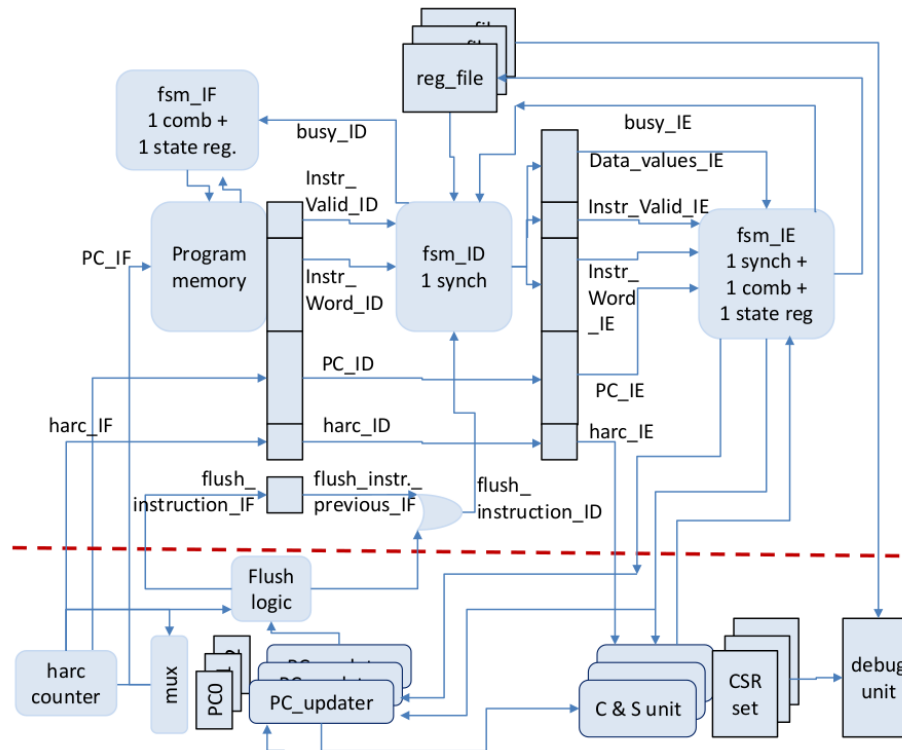 file
reg_file
fsm_IF
1 comb +
1 state reg.
busy_ID
busy_IE
Data_values_IE
Instr_
Valid_ID
Instr_Valid_IE
PC_IF
Program
memory
fsm_ID
1 synch
fsm_IE
1 synch +
1 comb +
1 state reg
Instr_
Word_ID
Instr_
Word
_IE
PC_ID
PC_IE
harc_IF
harc_ID
harc_IE
flush_
instruction_IF
flush_instr._
previous_IF
flush_
instruction_ID
Flush
logic
harc
counter
mux
PC0
PC_updater
C & S unit
CSR
set
debug
unit